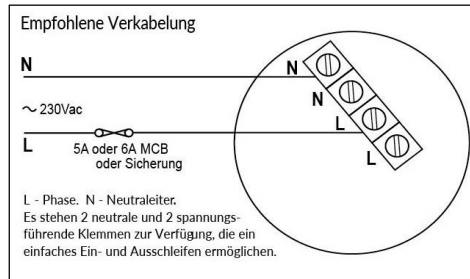 Empfohlene Verkabelung
N
N
N
~ 230Vac
L
L
L
5A oder 6A MCB
oder Sicherung
L - Phase. N - Neutraleiter.
Es stehen 2 neutrale und 2 spannungs-
führende Klemmen zur Verfügung, die ein
einfaches Ein- und Ausschleifen ermöglichen.